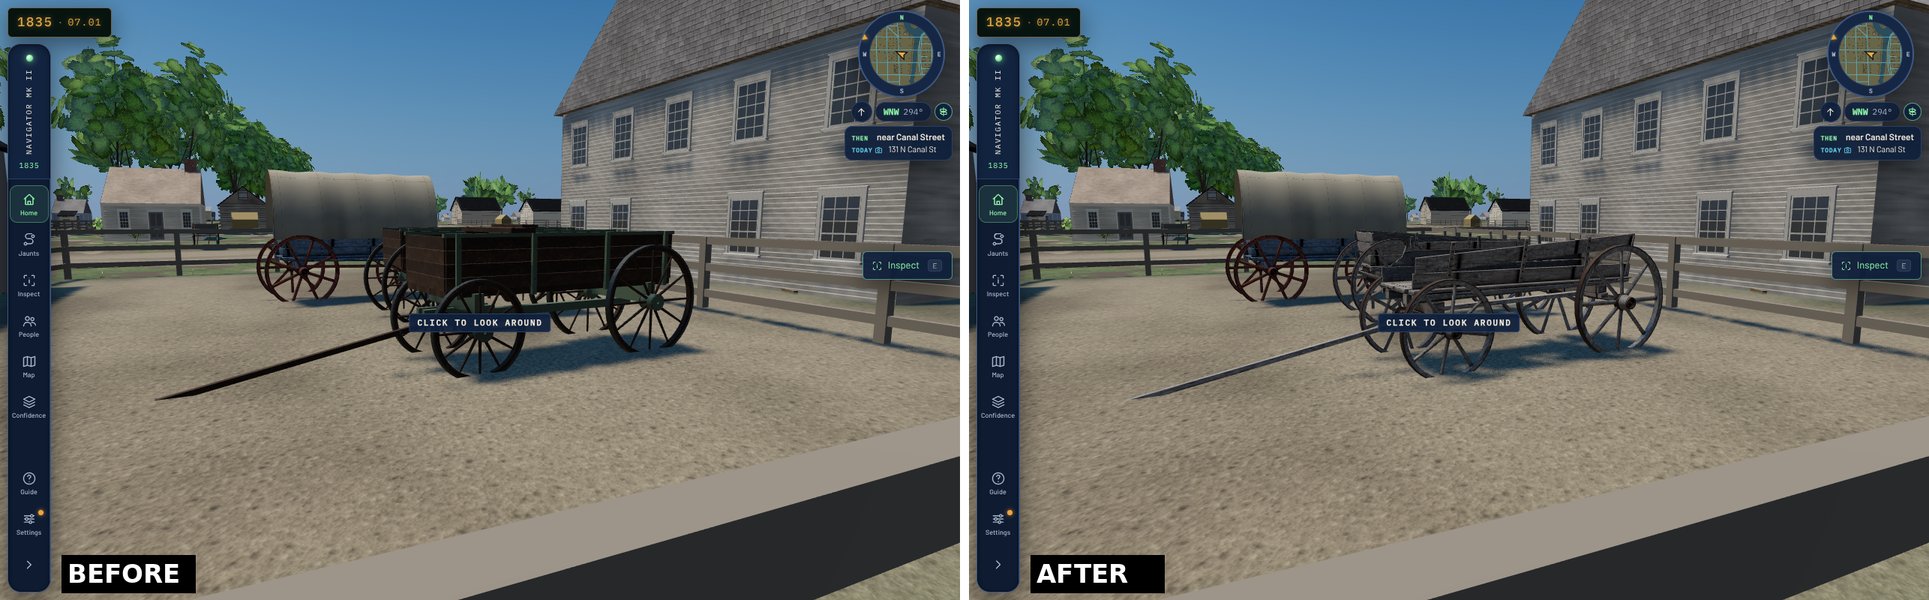 1835 · 07.01
NAVIGATOR MK II
1835
Home
Jaunts
Inspect
People
Map
Confidence
Guide
Settings
N
W
E
S
WNW 294°
THEN near Canal Street
TODAY 131 N Canal St
Inspect E
CLICK TO LOOK AROUND
BEFORE
1835 · 07.01
NAVIGATOR MK II
1835
Home
Jaunts
Inspect
People
Map
Confidence
Guide
Settings
N
W
E
S
WNW 294°
THEN near Canal Street
TODAY 131 N Canal St
Inspect E
CLICK TO LOOK AROUND
AFTER